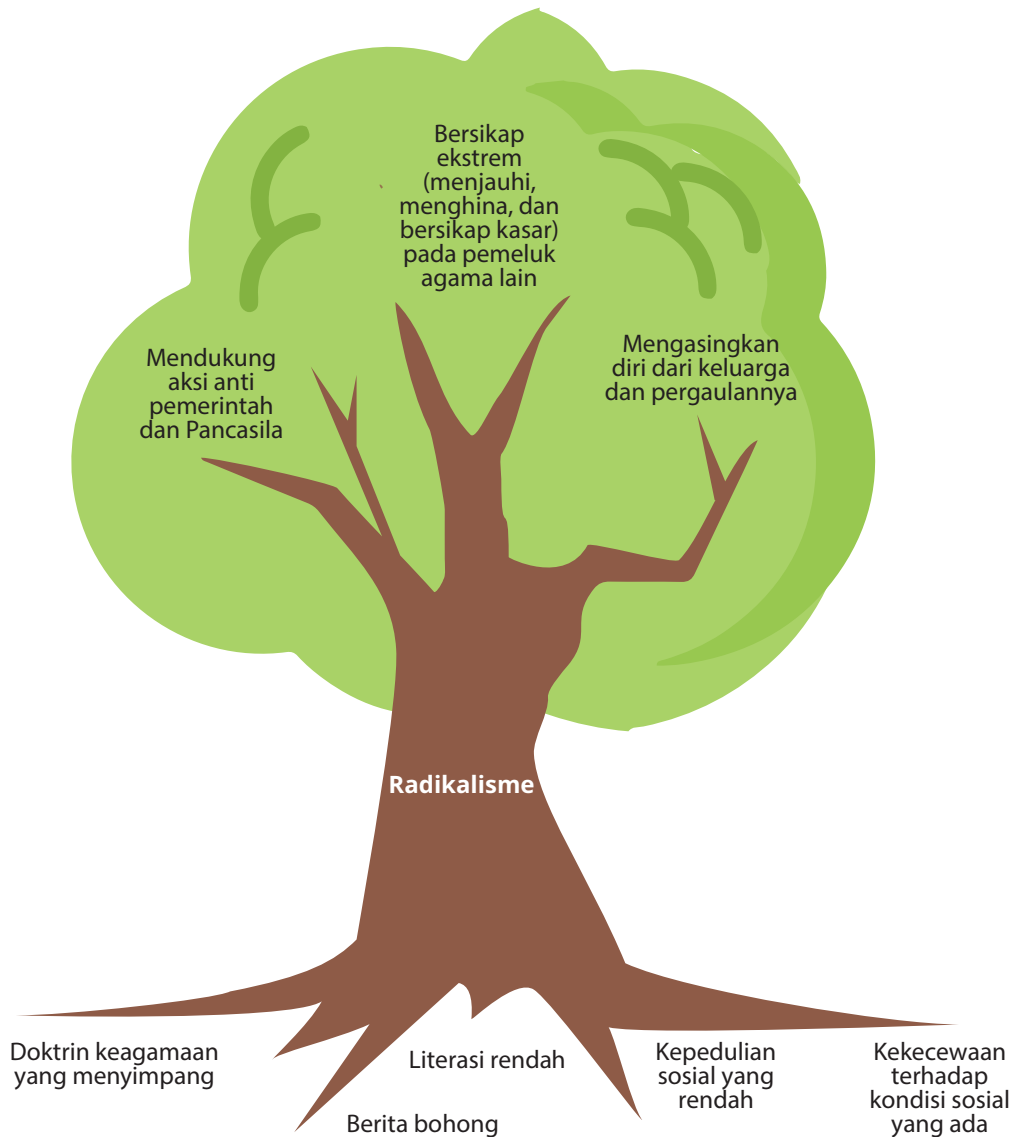 Bersikap
ekstrem
(menjauhi,
menghina, dan
bersikap kasar)
pada pemeluk
agama lain
Mendukung
aksi anti
pemerintah
dan Pancasila
Mengasingkan
diri dari keluarga
dan pergaulannya
Radikalisme
Doktrin keagamaan
yang menyimpang
Berita bohong
Literasi rendah
Kepedulian
sosial yang
rendah
Kekecewaan
terhadap
kondisi sosial
yang ada